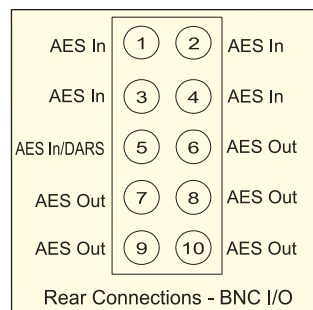 AES In 1 2 AES In
AES In 3 4 AES In
AES In/DARS 5 6 AES Out
AES Out 7 8 AES Out
AES Out 9 10 AES Out
Rear Connections - BNC I/O